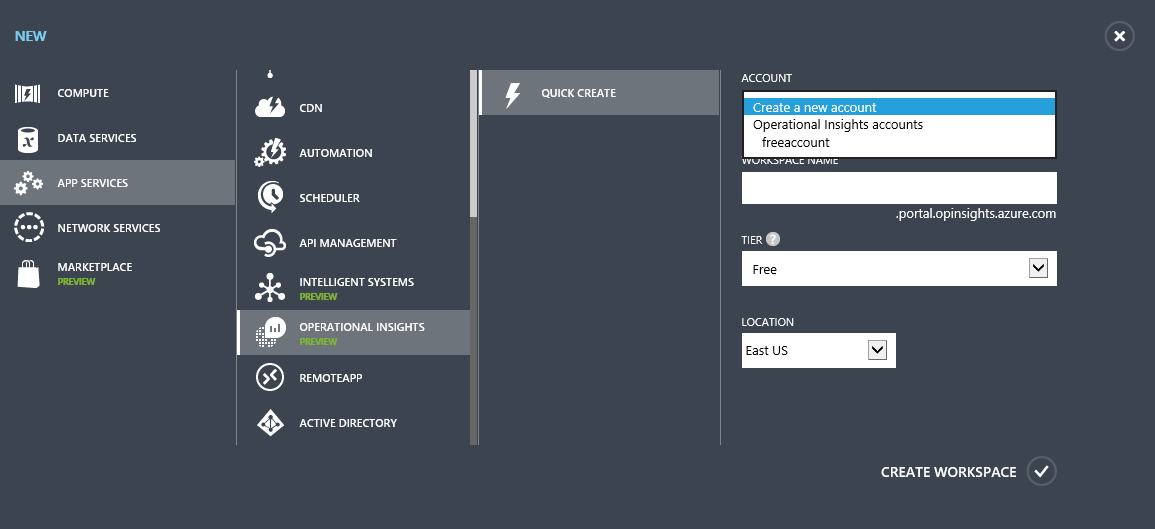 NEW
COMPUTE
DATA SERVICES
APP SERVICES
NETWORK SERVICES
MARKETPLACE
PREVIEW
CDN
AUTOMATION
SCHEDULER
API MANAGEMENT
INTELLIGENT SYSTEMS
PREVIEW
OPERATIONAL INSIGHTS
PREVIEW
REMOTEAPP
ACTIVE DIRECTORY
QUICK CREATE
ACCOUNT
Create a new account
Operational Insights accounts
freeaccount
WORKSPACE NAME
.portal.opinsights.azure.com
TIER ?
Free
LOCATION
East US
CREATE WORKSPACE